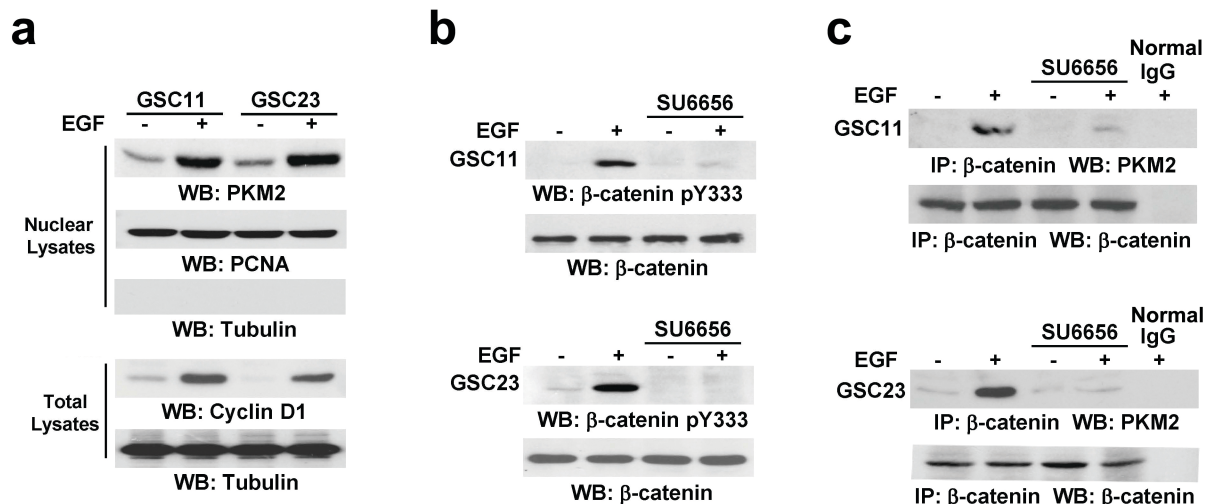 a
GSC11 GSC23
EGF - + - +
WB: PKM2
Nuclear
Lysates
WB: PCNA
WB: Tubulin
WB: Cyclin D1
Total
Lysates
WB: Tubulin
b
SU6656
EGF - + - +
GSC11
WB: β-catenin pY333
WB: β-catenin
SU6656
EGF - + - +
GSC23
WB: β-catenin pY333
WB: β-catenin
c
Normal
IgG
SU6656
EGF - + - + +
GSC11
IP: β-catenin WB: PKM2
IP: β-catenin WB: β-catenin
Normal
IgG
SU6656
EGF - + - + +
GSC23
IP: β-catenin WB: PKM2
IP: β-catenin WB: β-catenin